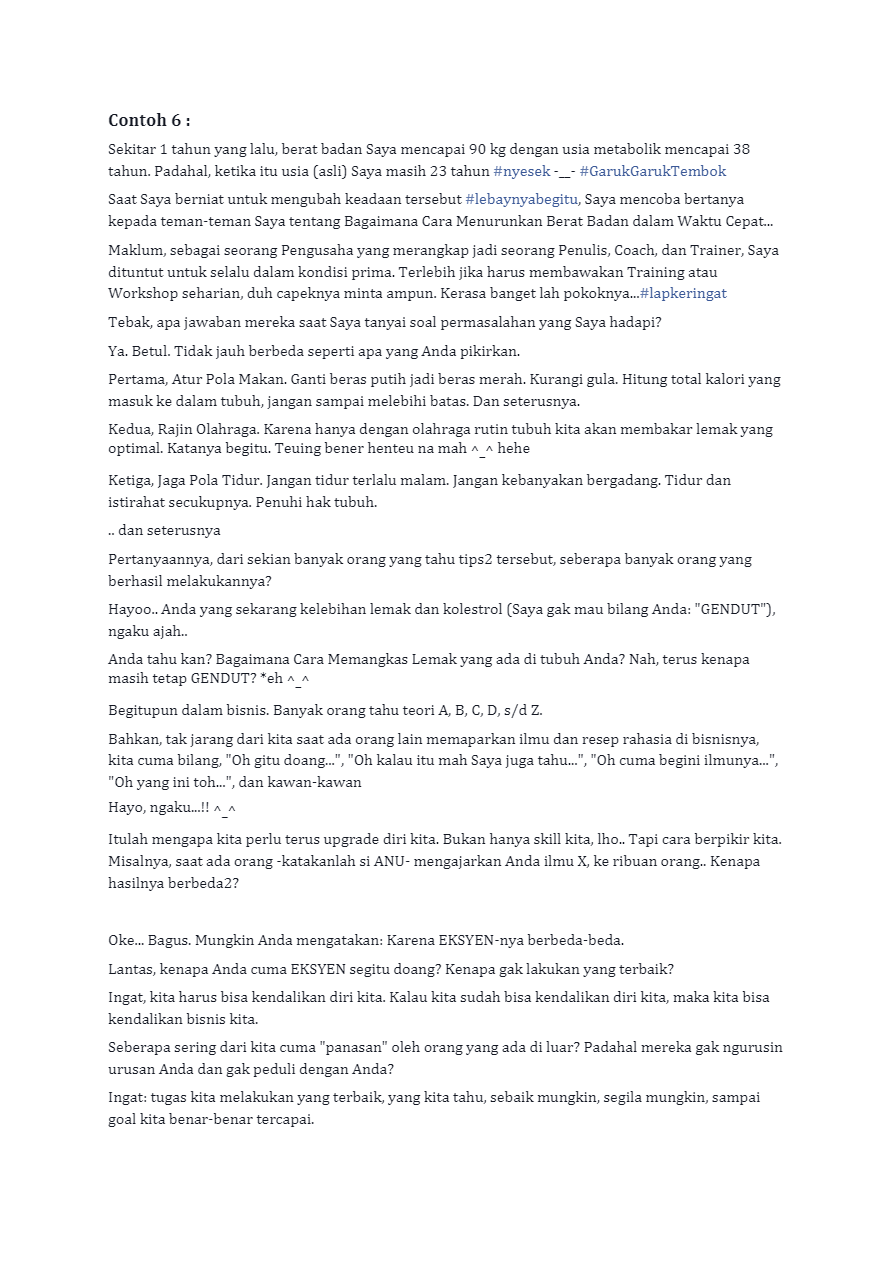 Contoh 6 :
Sekitar 1 tahun yang lalu, berat badan Saya mencapai 90 kg dengan usia metabolik mencapai 38
tahun. Padahal, ketika itu usia (asli) Saya masih 23 tahun #nyesek -__- #GarukGarukTembok
Saat Saya berniat untuk mengubah keadaan tersebut #lebaynyabegitu, Saya mencoba bertanya
kepada teman-teman Saya tentang Bagaimana Cara Menurunkan Berat Badan dalam Waktu Cepat...
Maklum, sebagai seorang Pengusaha yang merangkap jadi seorang Penulis, Coach, dan Trainer, Saya
dituntut untuk selalu dalam kondisi prima. Terlebih jika harus membawakan Training atau
Workshop seharian, duh capeknya minta ampun. Kerasa banget lah pokoknya...#lapkeringat
Tebak, apa jawaban mereka saat Saya tanyai soal permasalahan yang Saya hadapi?
Ya. Betul. Tidak jauh berbeda seperti apa yang Anda pikirkan.
Pertama, Atur Pola Makan. Ganti beras putih jadi beras merah. Kurangi gula. Hitung total kalori yang
masuk ke dalam tubuh, jangan sampai melebihi batas. Dan seterusnya.
Kedua, Rajin Olahraga. Karena hanya dengan olahraga rutin tubuh kita akan membakar lemak yang
optimal. Katanya begitu. Teuing bener henteu na mah ^_^ hehe
Ketiga, Jaga Pola Tidur. Jangan tidur terlalu malam. Jangan kebanyakan bergadang. Tidur dan
istirahat secukupnya. Penuhi hak tubuh.
.. dan seterusnya
Pertanyaannya, dari sekian banyak orang yang tahu tips2 tersebut, seberapa banyak orang yang
berhasil melakukannya?
Hayoo.. Anda yang sekarang kelebihan lemak dan kolestrol (Saya gak mau bilang Anda: "GENDUT"),
ngaku ajah..
Anda tahu kan? Bagaimana Cara Memangkas Lemak yang ada di tubuh Anda? Nah, terus kenapa
masih tetap GENDUT? *eh ^_^
Begitupun dalam bisnis. Banyak orang tahu teori A, B, C, D, s/d Z.
Bahkan, tak jarang dari kita saat ada orang lain memaparkan ilmu dan resep rahasia di bisnisnya,
kita cuma bilang, "Oh gitu doang...", "Oh kalau itu mah Saya juga tahu...", "Oh cuma begini ilmunya...",
"Oh yang ini toh...", dan kawan-kawan
Hayo, ngaku...!! ^_^
Itulah mengapa kita perlu terus upgrade diri kita. Bukan hanya skill kita, lho.. Tapi cara berpikir kita.
Misalnya, saat ada orang -katakanlah si ANU- mengajarkan Anda ilmu X, ke ribuan orang.. Kenapa
hasilnya berbeda2?
Oke... Bagus. Mungkin Anda mengatakan: Karena EKSYEN-nya berbeda-beda.
Lantas, kenapa Anda cuma EKSYEN segitu doang? Kenapa gak lakukan yang terbaik?
Ingat, kita harus bisa kendalikan diri kita. Kalau kita sudah bisa kendalikan diri kita, maka kita bisa
kendalikan bisnis kita.
Seberapa sering dari kita cuma "panasan" oleh orang yang ada di luar? Padahal mereka gak ngurusin
urusan Anda dan gak peduli dengan Anda?
Ingat: tugas kita melakukan yang terbaik, yang kita tahu, sebaik mungkin, segila mungkin, sampai
goal kita benar-benar tercapai.